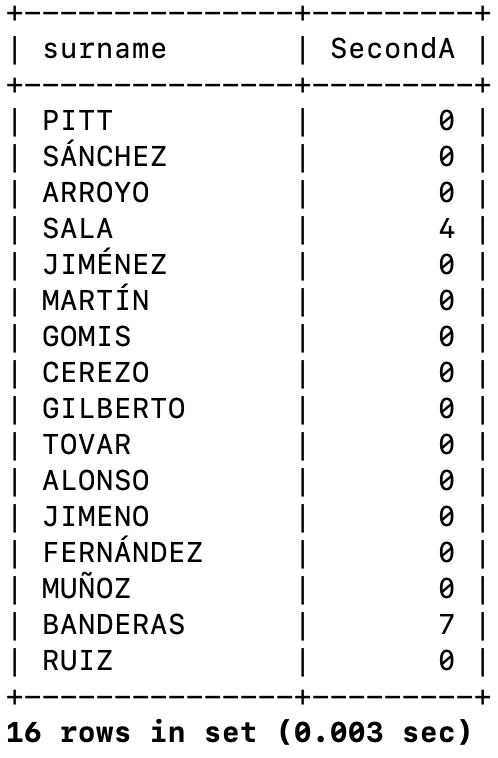 +---------------+---------+
| surname       | SecondA |
+---------------+---------+
| PITT          |       0 |
| SÁNCHEZ       |       0 |
| ARROYO        |       0 |
| SALA          |       4 |
| JIMÉNEZ       |       0 |
| MARTÍN        |       0 |
| GOMIS         |       0 |
| CEREZO        |       0 |
| GILBERTO      |       0 |
| TOVAR         |       0 |
| ALONSO        |       0 |
| JIMENO        |       0 |
| FERNÁNDEZ     |       0 |
| MUÑOZ         |       0 |
| BANDERAS      |       7 |
| RUIZ          |       0 |
+---------------+---------+
16 rows in set (0.003 sec)